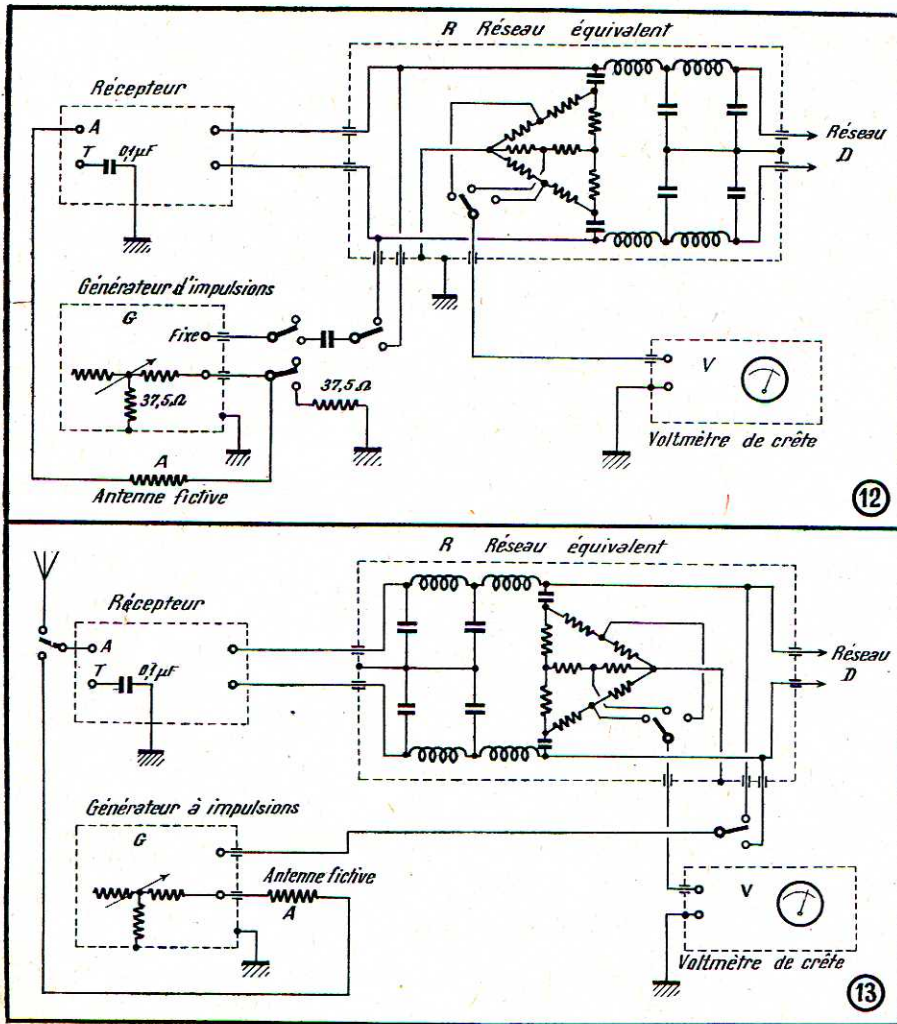 R Réseau équivalent
Récepteur
A
T 0,1µF
Réseau
D
Générateur d'impulsions
G
Fixe
37,5Ω
37,5Ω
V
Voltmètre de crête
A
Antenne fictive
12
R Réseau équivalent
Récepteur
A
T 0,1µF
Réseau
D
Générateur à impulsions
G
Antenne fictive
A
V
Voltmètre de crête
13